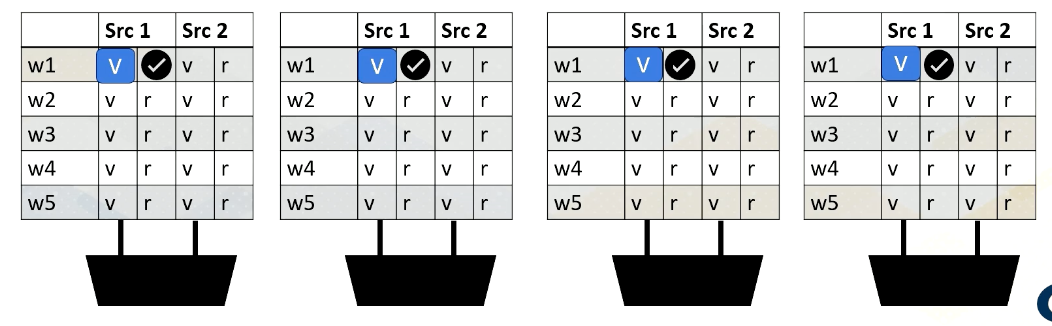 Src 1 Src 2 Src 1 Src 2 Src 1 Src 2 Src 1 Src 2
w1 V v r w1 V v r w1 V v r w1 V v r
w2 v r v r w2 v r v r w2 v r v r w2 v r v r
w3 v r v r w3 v r v r w3 v r v r w3 v r v r
w4 v r v r w4 v r v r w4 v r v r w4 v r v r
w5 v r v r w5 v r v r w5 v r v r w5 v r v r